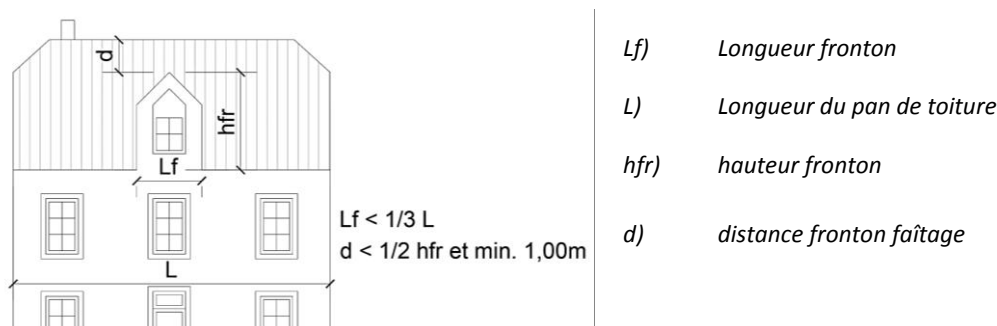 d
hfr
Lf
L
Lf < 1/3 L
d < 1/2 hfr et min. 1,00m
Lf) Longueur fronton
L) Longueur du pan de toiture
hfr) hauteur fronton
d) distance fronton faîtage